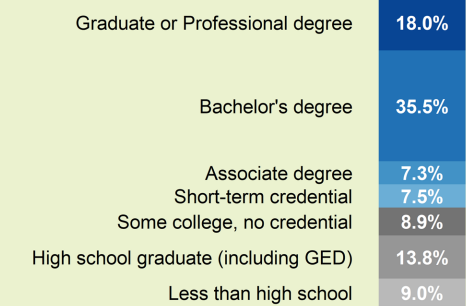 Graduate or Professional degree 18.0%
Bachelor's degree 35.5%
Associate degree 7.3%
Short-term credential 7.5%
Some college, no credential 8.9%
High school graduate (including GED) 13.8%
Less than high school 9.0%